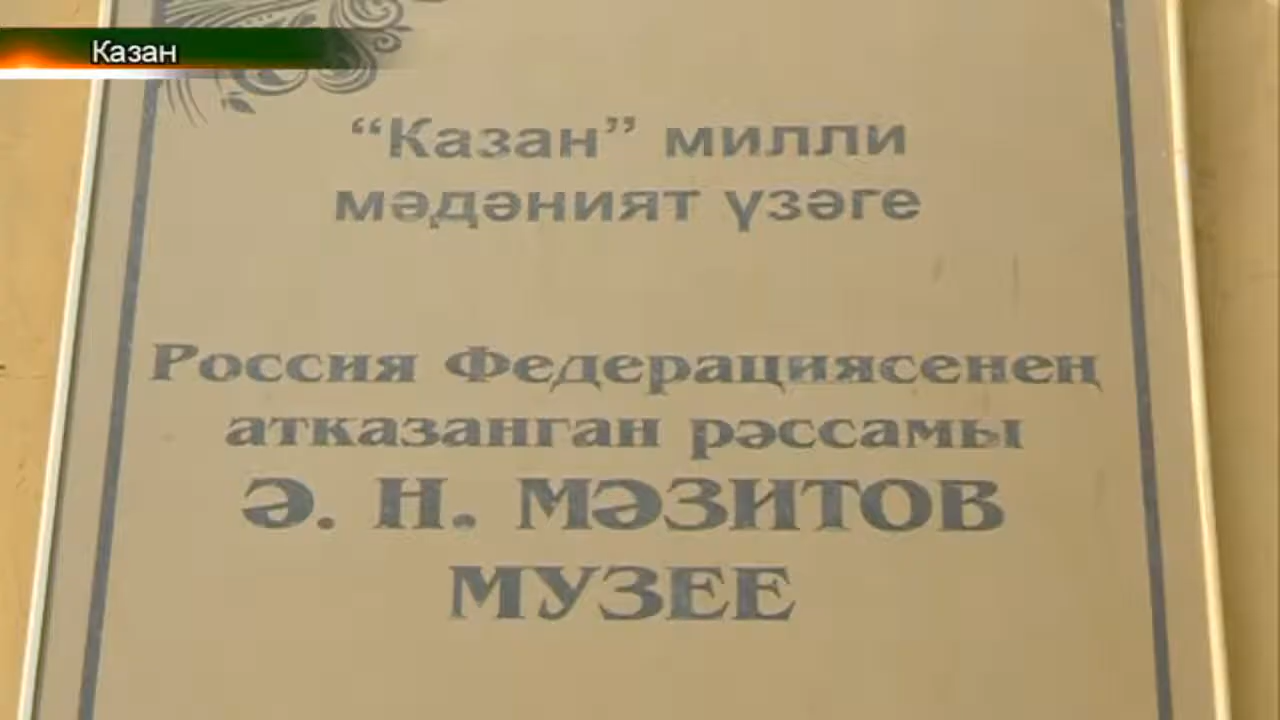 Казан
“Казан” милли
мәдәният үзәге
Россия Федерациясенең
атказанган рәссамы
Ә. Н. МӘЗИТОВ
МУЗЕЕ